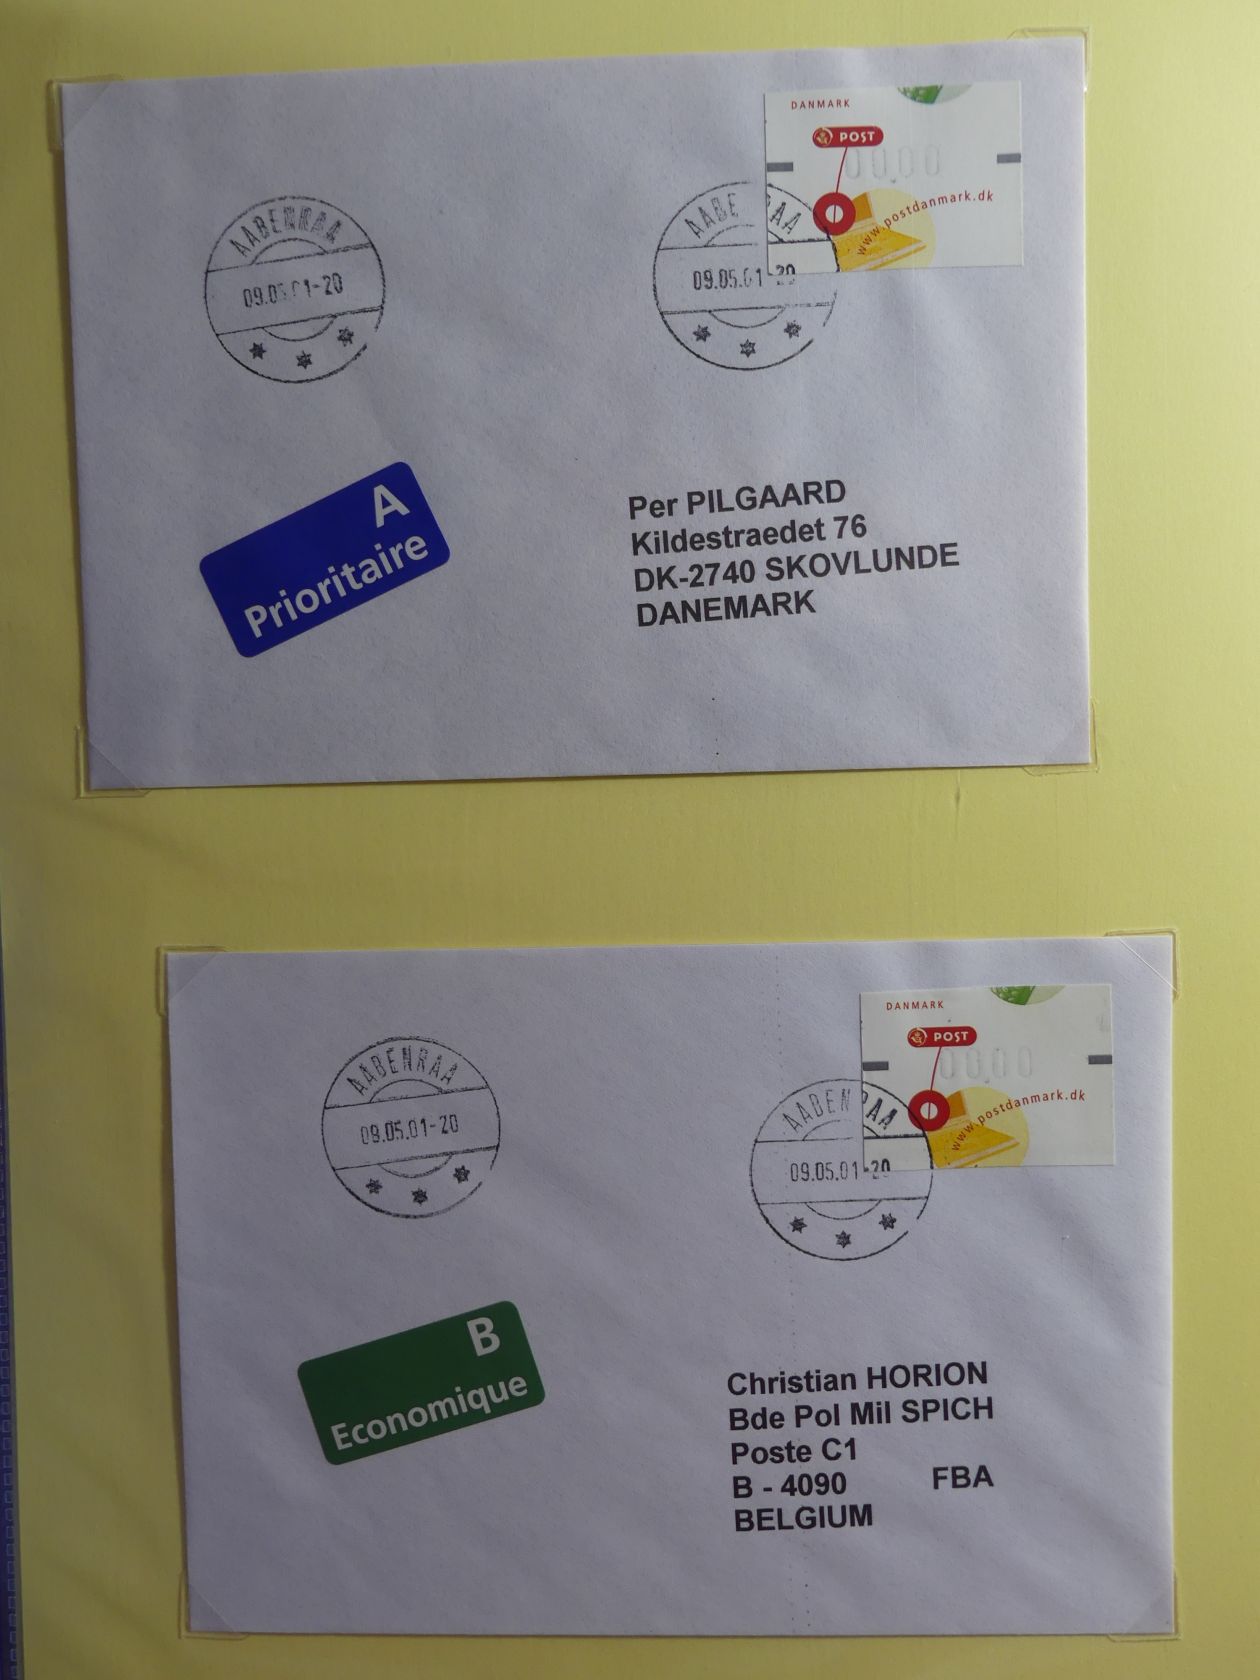 DANMARK
POST
00,00
www.postdanmark.dk
AABENRAA
09.05.01-20
AABENRAA
09.05.01-20
A
Prioritaire
Per PILGAARD
Kildestraedet 76
DK-2740 SKOVLUNDE
DANEMARK
DANMARK
POST
00,00
www.postdanmark.dk
AABENRAA
09.05.01-20
AABENRAA
09.05.01-20
B
Economique
Christian HORION
Bde Pol Mil SPICH
Poste C1
B - 4090 FBA
BELGIUM